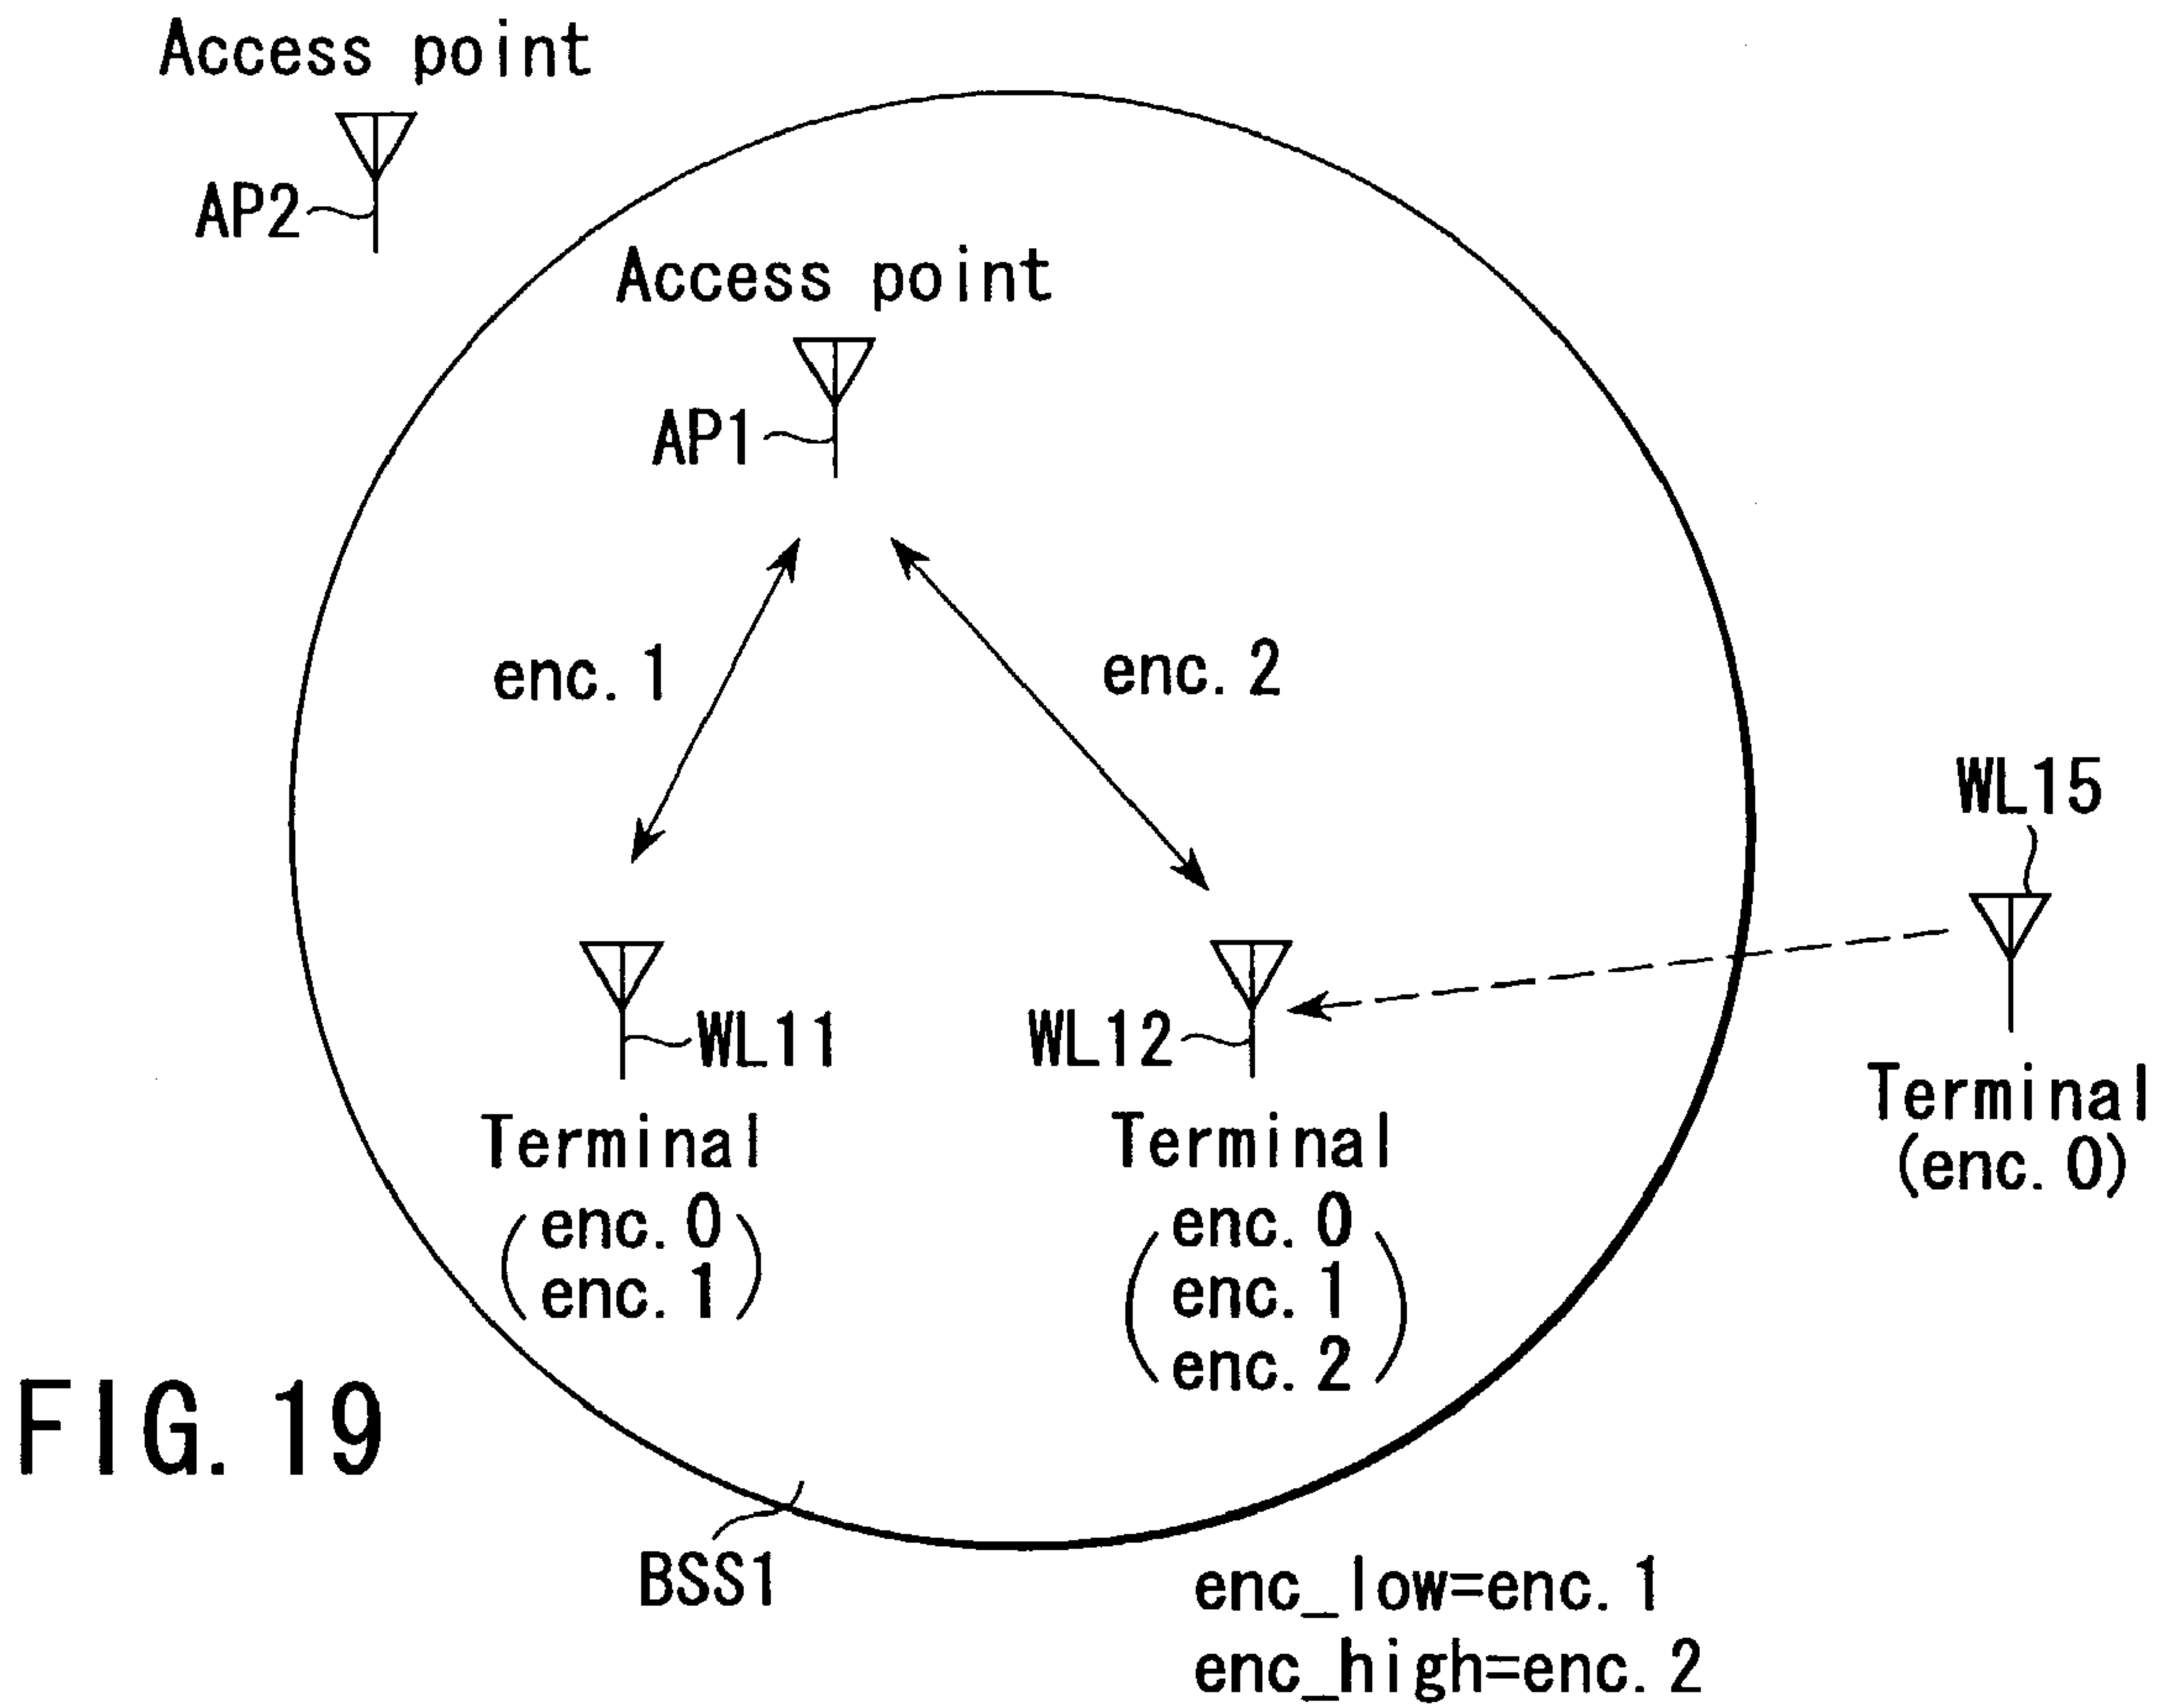 Access point
AP2
Access point
AP1
enc. 1
enc. 2
WL15
WL11
WL12
Terminal
(enc. 0)
Terminal
(enc. 0
enc. 1)
Terminal
(enc. 0
enc. 1
enc. 2)
FIG. 19
BSS1
enc_low=enc. 1
enc_high=enc. 2